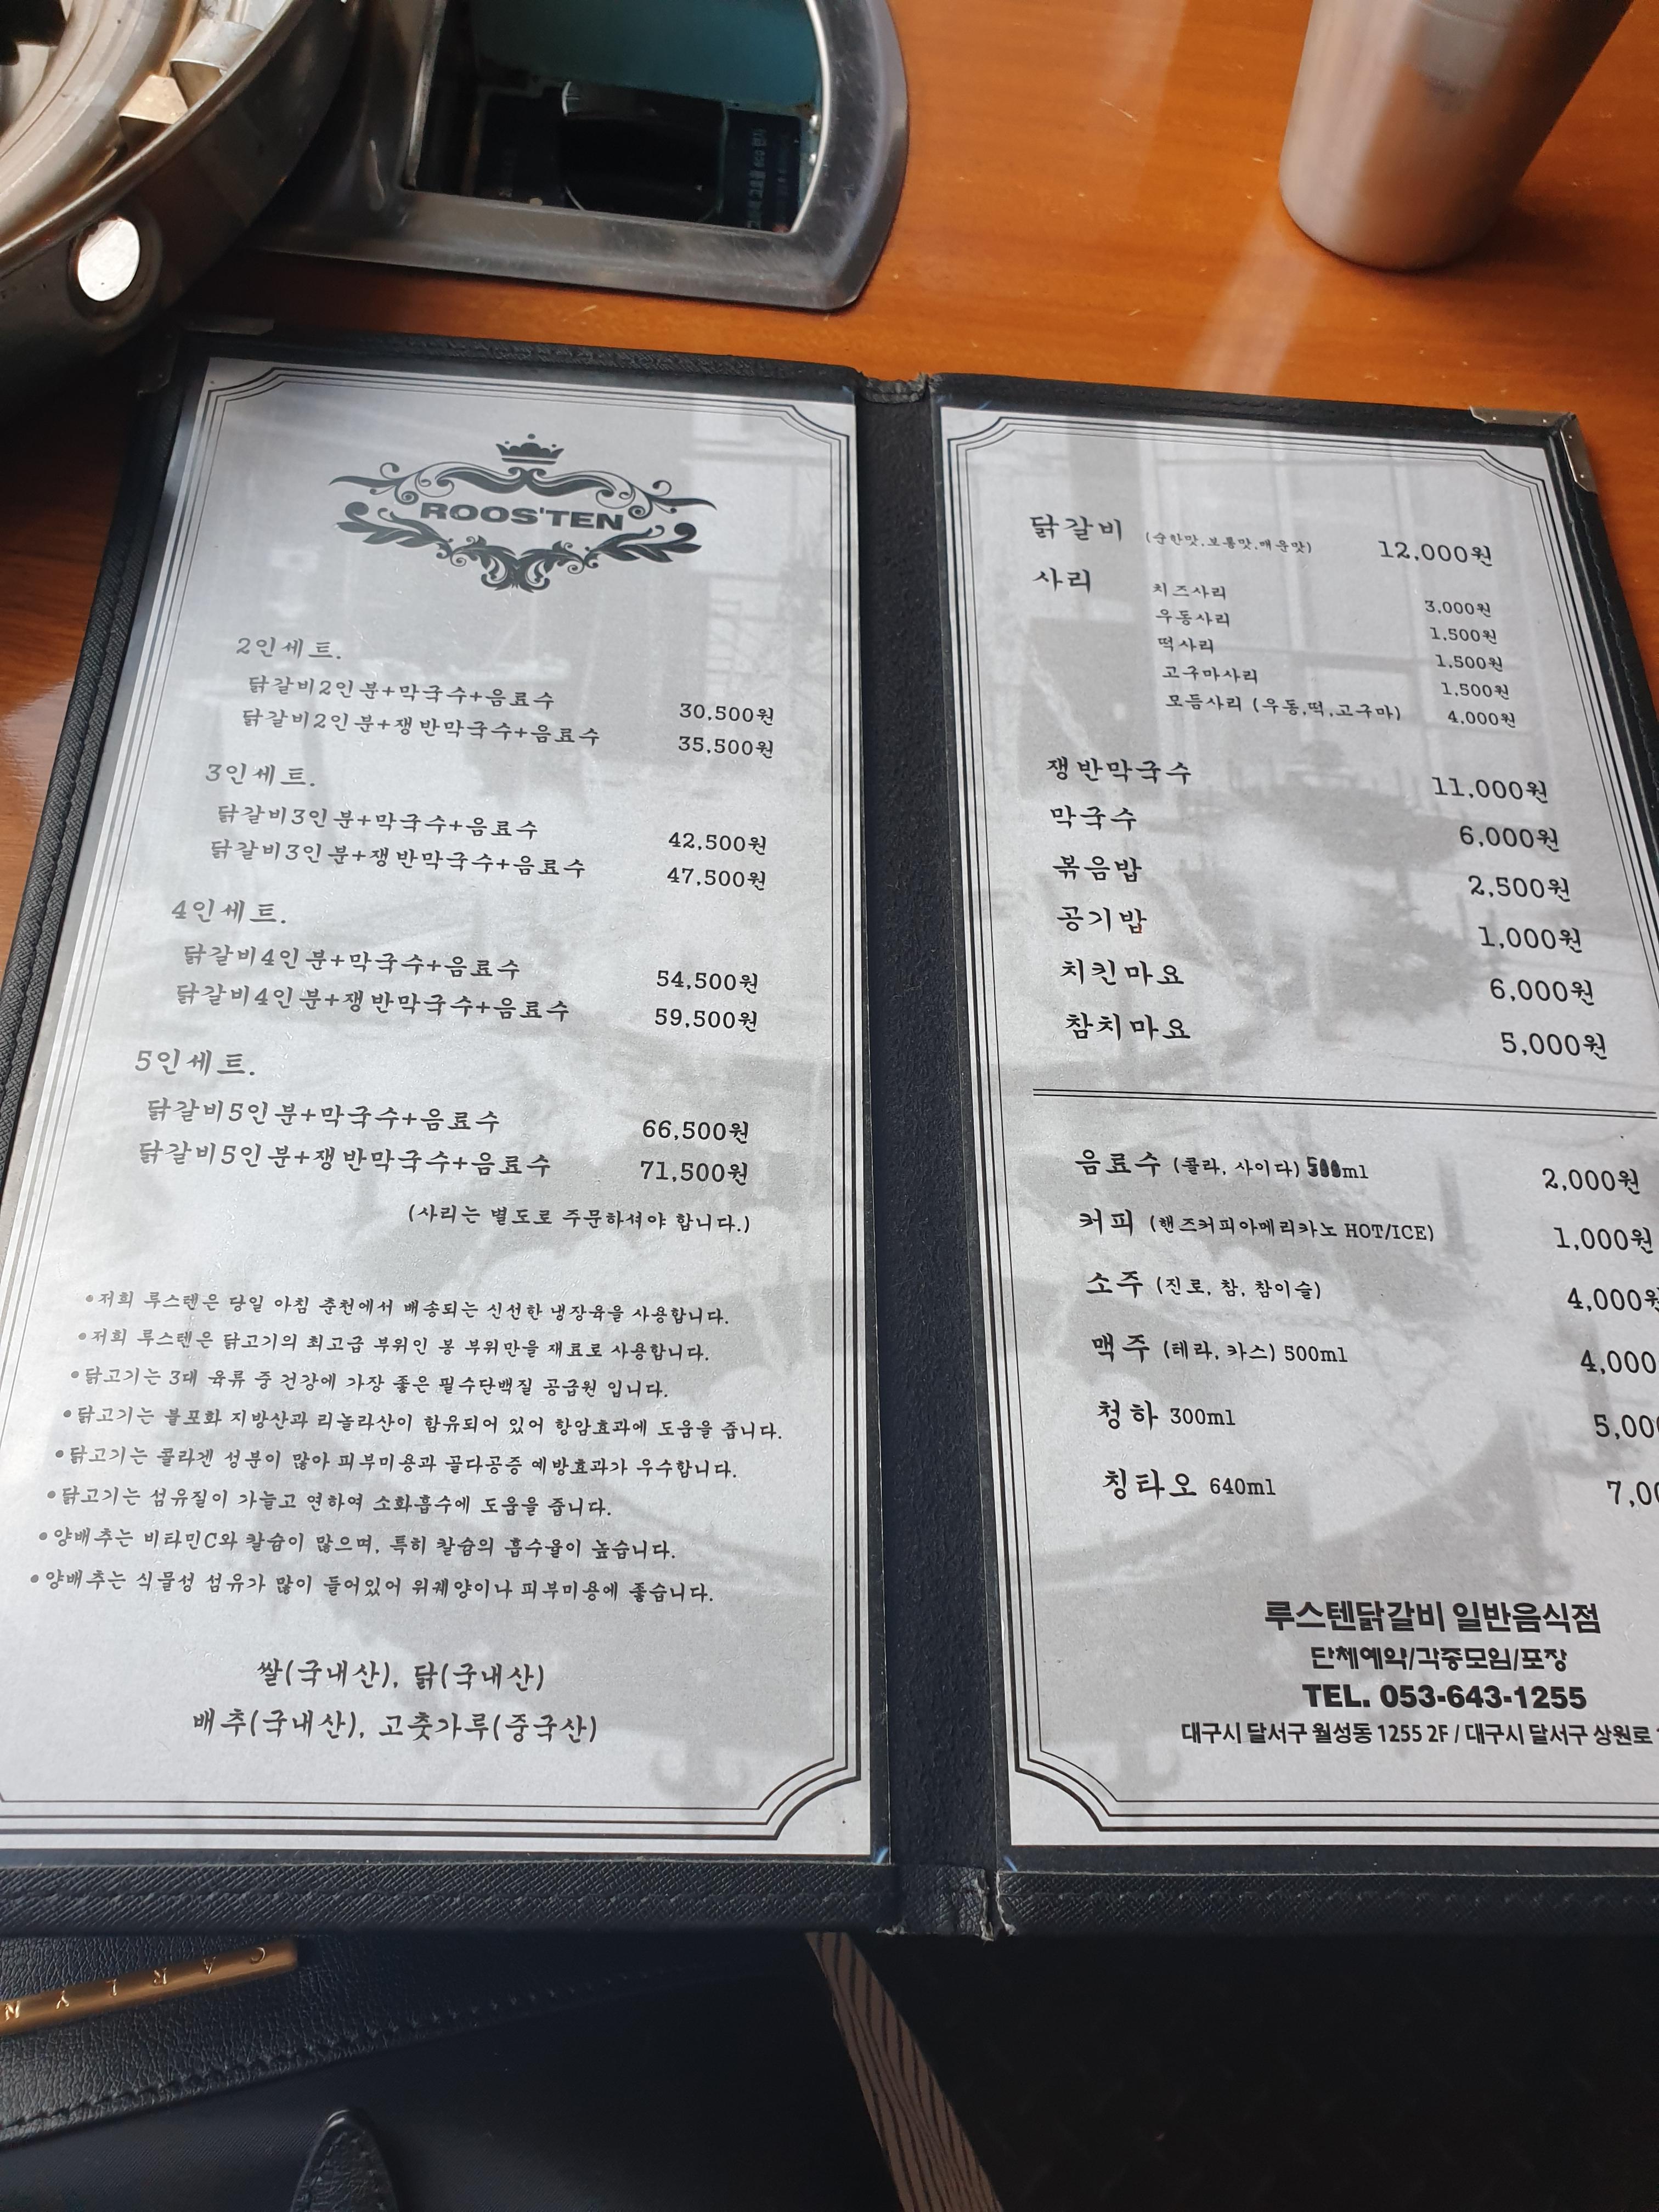 ROOS'TEN
2인세트.
닭갈비2인분+막국수+음료수 30,500원
닭갈비2인분+쟁반막국수+음료수 35,500원
3인세트.
닭갈비3인분+막국수+음료수 42,500원
닭갈비3인분+쟁반막국수+음료수 47,500원
4인세트.
닭갈비4인분+막국수+음료수 54,500원
닭갈비4인분+쟁반막국수+음료수 59,500원
5인세트.
닭갈비5인분+막국수+음료수 66,500원
닭갈비5인분+쟁반막국수+음료수 71,500원
(사리는 별도로 주문하셔야 합니다.)
•저희 루스텐은 당일 아침 춘천에서 배송되는 신선한 냉장육을 사용합니다.
•저희 루스텐은 닭고기의 최고급 부위인 봉 부위만을 재료로 사용합니다.
•닭고기는 3대 육류 중 건강에 가장 좋은 필수단백질 공급원 입니다.
•닭고기는 불포화 지방산과 리놀라산이 함유되어 있어 항암효과에 도움을 줍니다.
•닭고기는 콜라겐 성분이 많아 피부미용과 골다공증 예방효과가 우수합니다.
•닭고기는 섬유질이 가늘고 연하여 소화흡수에 도움을 줍니다.
•양배추는 비타민C와 칼슘이 많으며, 특히 칼슘의 흡수율이 높습니다.
•양배추는 식물성 섬유가 많이 들어있어 위궤양이나 피부미용에 좋습니다.
쌀(국내산), 닭(국내산)
배추(국내산), 고춧가루(중국산)
닭갈비 (순한맛,보통맛,매운맛) 12,000원
사리 치즈사리 3,000원
우동사리 1,500원
떡사리 1,500원
고구마사리 1,500원
모듬사리 (우동,떡,고구마) 4,000원
쟁반막국수 11,000원
막국수 6,000원
볶음밥 2,500원
공기밥 1,000원
치킨마요 6,000원
참치마요 5,000원
음료수 (콜라, 사이다) 500ml 2,000원
커피 (핸즈커피아메리카노 HOT/ICE) 1,000원
소주 (진로, 참, 참이슬) 4,000원
맥주 (테라, 카스) 500ml 4,000
청하 300ml 5,00
칭타오 640ml 7,00
루스텐닭갈비 일반음식점
단체예약/각종모임/포장
TEL. 053-643-1255
대구시 달서구 월성동 1255 2F / 대구시 달서구 상원로
CARLYN